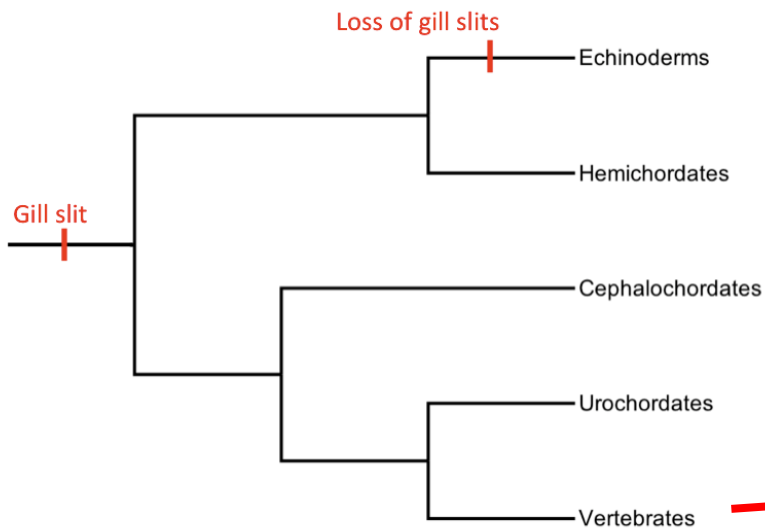 Loss of gill slits
Echinoderms
Hemichordates
Gill slit
Cephalochordates
Urochordates
Vertebrates